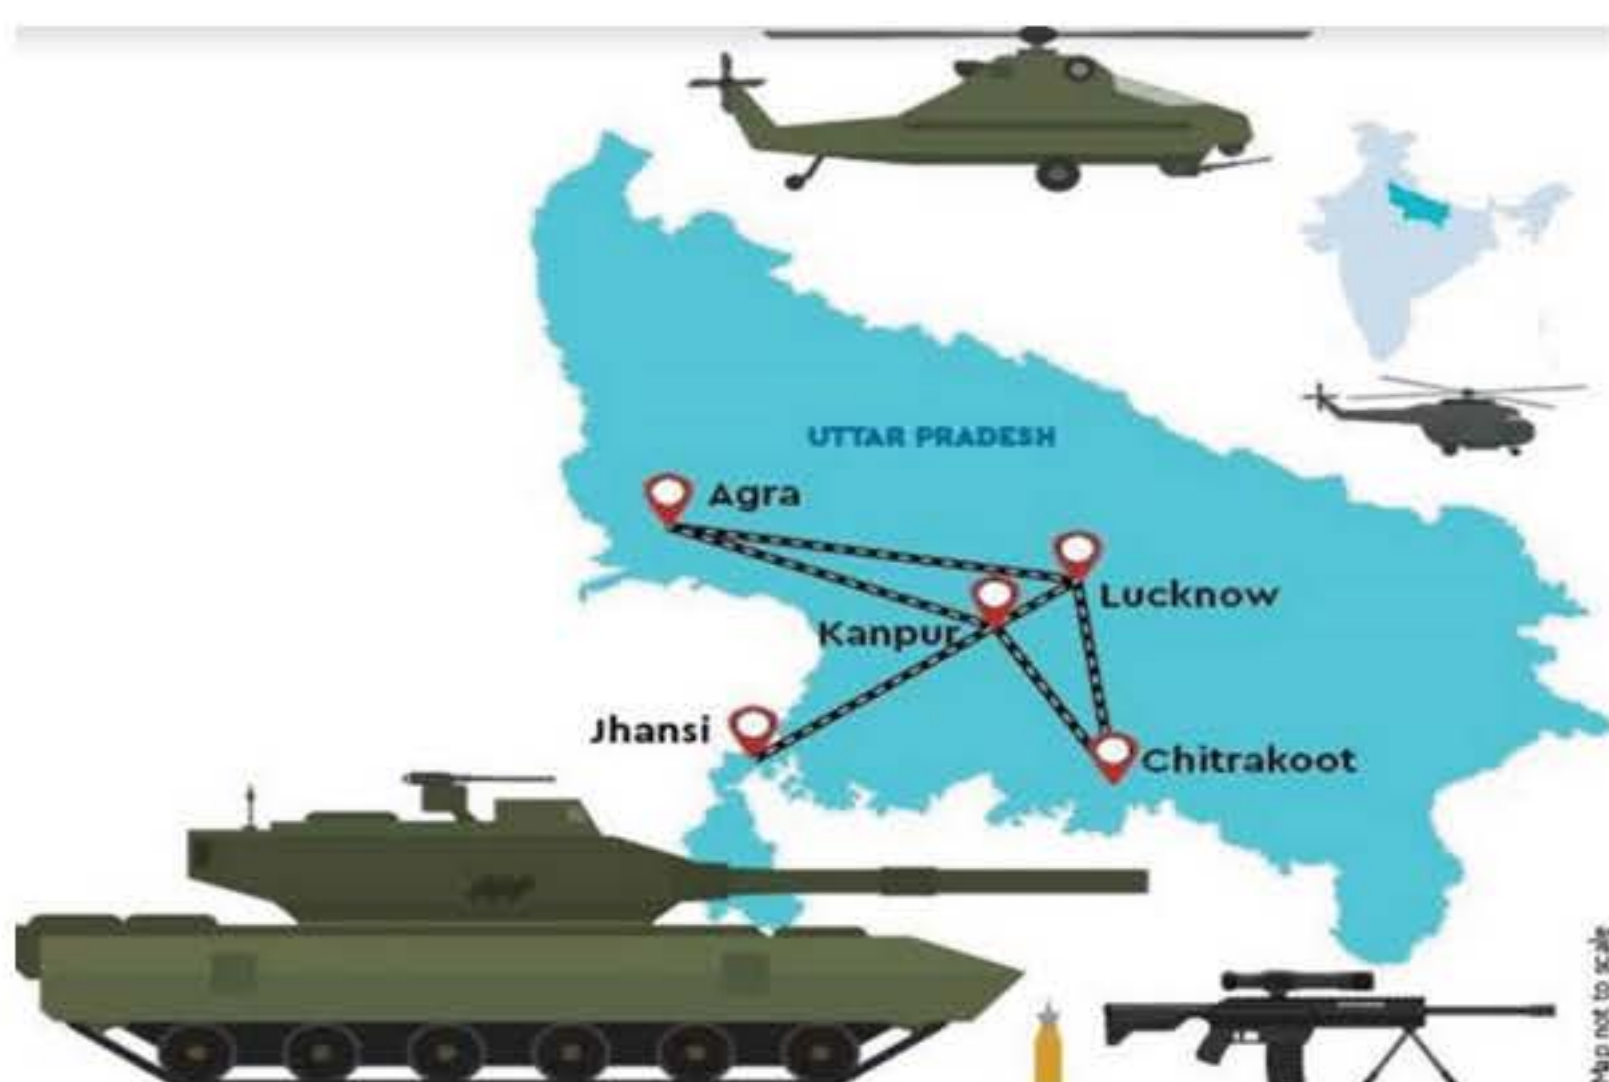 UTTAR PRADESH
Agra
Lucknow
Kanpur
Jhansi
Chitrakoot
Map not to scale